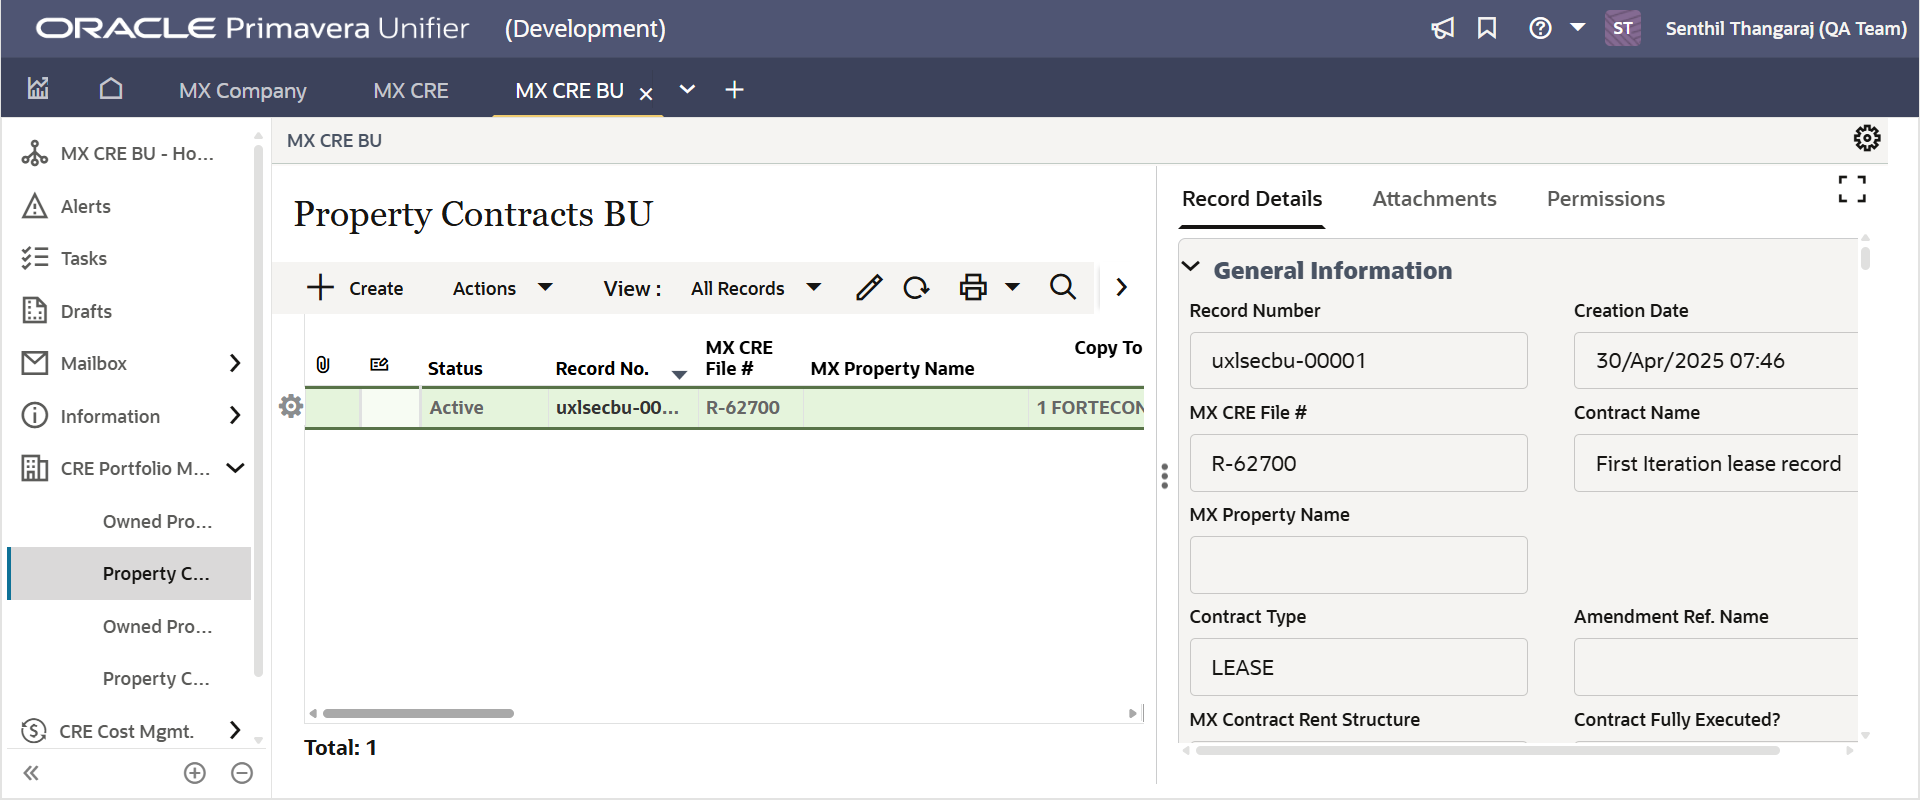 ORACLE Primavera Unifier (Development) ST Senthil Thangaraj (QA Team)
MX Company MX CRE MX CRE BU
MX CRE BU - Ho...
Alerts
Tasks
Drafts
Mailbox
Information
CRE Portfolio M...
Owned Pro...
Property C...
Owned Pro...
Property C...
CRE Cost Mgmt.
MX CRE BU
Property Contracts BU
Create Actions View : All Records
Status Record No. MX CRE File # MX Property Name Copy To
Active uxlsecbu-00... R-62700 1 FORTECON
Total: 1
Record Details Attachments Permissions
General Information
Record Number Creation Date
uxlsecbu-00001 30/Apr/2025 07:46
MX CRE File # Contract Name
R-62700 First Iteration lease record
MX Property Name
Contract Type Amendment Ref. Name
LEASE
MX Contract Rent Structure Contract Fully Executed?